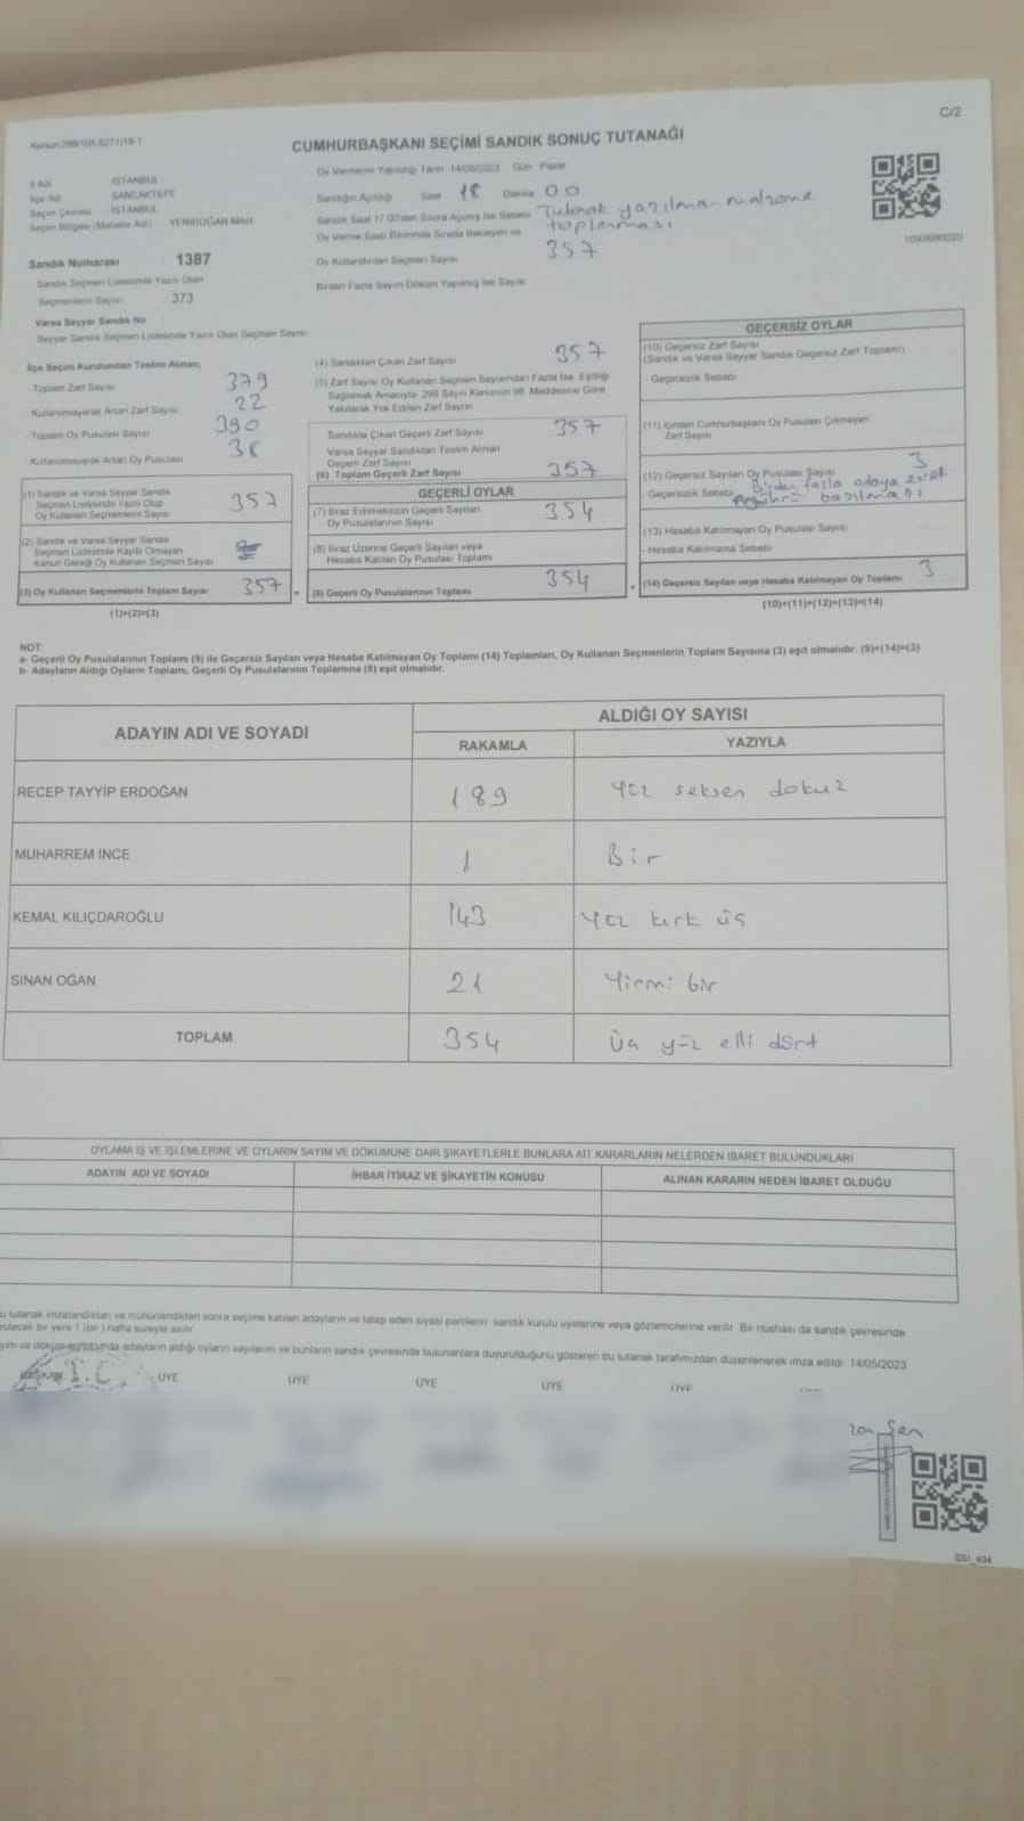 C/2
CUMHURBAŞKANI SEÇİMİ SANDIK SONUÇ TUTANAĞI
Oy Vermenin Yapıldığı Tarih 14/05/2023 Gün Pazar
İl Adı İSTANBUL
İlçe Adı SANCAKTEPE
Seçim Çevresi İSTANBUL
Seçim Bölgesi (Mahalle Adı) YENİDOĞAN MAH.
Sandığın Açıldığı Saat 18 Dakika 00
Sandık Saat 17.00'den Sonra Açılmış İse Sebebi Tutanak yazılma-malzeme
toplanması
Oy Kullandırılan Seçmen Sayısı 357
Birden Fazla Sayım Döküm Yapılmış İse Sayısı
Sandık Numarası 1387
Sandık Seçmen Listesinde Yazılı Olan
Seçmenlerin Sayısı 373
Varsa Seyyar Sandık No
Seyyar Sandık Seçmen Listesinde Yazılı Olan Seçmen Sayısı
İlçe Seçim Kurulundan Teslim Alınan;
Toplam Zarf Sayısı 379
Kullanılmayarak Artan Zarf Sayısı 22
Toplam Oy Pusulası Sayısı 390
Kullanılmayarak Artan Oy Pusulası
(1) Sandık ve Varsa Seyyar Sandık
Seçmen Listesinde Yazılı Olup
Oy Kullanan Seçmenlerin Sayısı 357
(2) Sandık ve Varsa Seyyar Sandık
Seçmen Listesinde Kayıtlı Olmayan
Kanun Gereği Oy Kullanan Seçmen Sayısı
(3) Oy Kullanan Seçmenlerin Toplam Sayısı 357
(1)+(2)=(3)
(4) Sandıktan Çıkan Zarf Sayısı 357
(5) Zarf Sayısı Oy Kullanan Seçmen Sayısından Fazla İse, Eşitliği
Sağlamak Amacıyla 298 Sayılı Kanunun 98. Maddesine Göre
Yakılarak Yok Edilen Zarf Sayısı
Sandıkta Çıkan Geçerli Zarf Sayısı 357
Varsa Seyyar Sandıktan Teslim Alınan
Geçerli Zarf Sayısı
(6) Toplam Geçerli Zarf Sayısı 357
GEÇERLİ OYLAR
(7) İtiraz Edilmeksizin Geçerli Sayılan
Oy Pusulalarının Sayısı 354
(8) İtiraz Üzerine Geçerli Sayılan veya
Hesaba Katılan Oy Pusulası Toplamı
(9) Geçerli Oy Pusulalarının Toplamı 354
GEÇERSİZ OYLAR
(10) Geçersiz Zarf Sayısı
(Sandık ve Varsa Seyyar Sandık Geçersiz Zarf Toplamı)
Geçersizlik Sebebi
(11) İçinden Cumhurbaşkanı Oy Pusulası Çıkmayan
Zarf Sayısı
(12) Geçersiz Sayılan Oy Pusulası Sayısı 3
Geçersizlik Sebebi Birden fazla adaya evet
mührü basılması
(13) Hesaba Katılmayan Oy Pusulası Sayısı
Hesaba Katılmama Sebebi
(14) Geçersiz Sayılan veya Hesaba Katılmayan Oy Toplamı 3
(10)+(11)+(12)+(13)=(14)
NOT:
a- Geçerli Oy Pusulalarının Toplamı (9) ile Geçersiz Sayılan veya Hesaba Katılmayan Oy Toplamı (14) Toplamları, Oy Kullanan Seçmenlerin Toplam Sayısına (3) eşit olmalıdır. (9)+(14)=(3)
b- Adayların Aldığı Oyların Toplamı, Geçerli Oy Pusulalarının Toplamına (9) eşit olmalıdır.
ADAYIN ADI VE SOYADI
ALDIĞI OY SAYISI
RAKAMLA YAZIYLA
RECEP TAYYİP ERDOĞAN 189 yüz seksen dokuz
MUHARREM İNCE 1 Bir
KEMAL KILIÇDAROĞLU 143 yüz kırk üç
SİNAN OĞAN 21 Yirmi bir
TOPLAM 354 Üç yüz elli dört
OYLAMA İŞ VE İŞLEMLERİNE VE OYLARIN SAYIM VE DÖKÜMÜNE DAİR ŞİKAYETLERLE BUNLARA AİT KARARLARIN NELERDEN İBARET BULUNDUKLARI
ADAYIN ADI VE SOYADI İHBAR İTİRAZ VE ŞİKAYETİN KONUSU ALINAN KARARIN NEDEN İBARET OLDUĞU
tutanak imzalandıktan ve mühürlendikten sonra seçime katılan adayların ve talep eden siyasi partilerin sandık kurulu üyelerine veya gözlemcilerine verilir. Bir nüshası da sandık çevresinde
bir yere 1 (bir) hafta süreyle asılır.
adayların aldığı oyların sayılarını ve bunların sandık çevresinde bulunanlara duyurulduğunu gösteren bu tutanak tarafımızdan düzenlenerek imza edildi. 14/05/2023
T.C. ÜYE ÜYE ÜYE ÜYE ÜYE
Şen